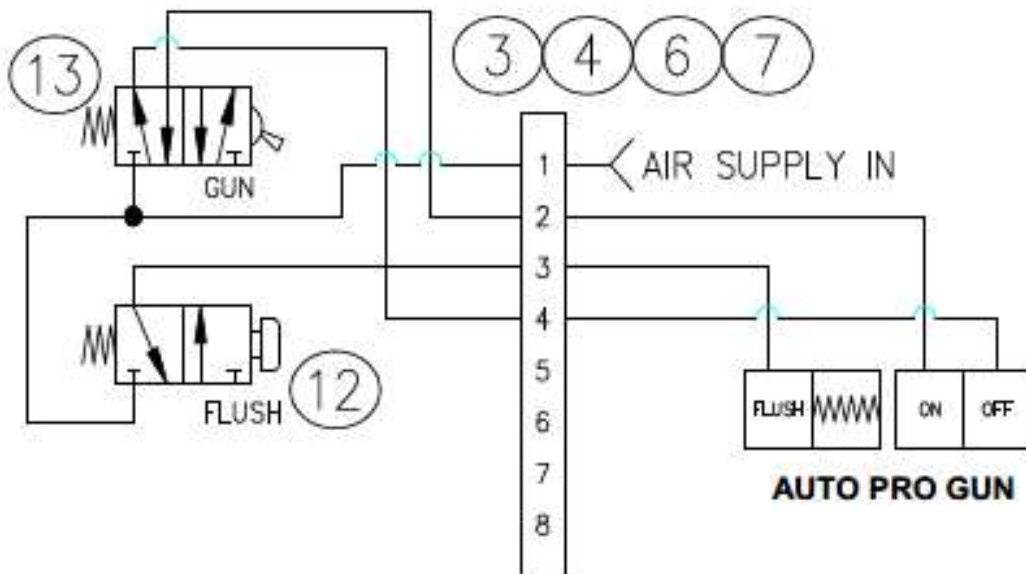 13
3 4 6 7
GUN
AIR SUPPLY IN
1
2
3
4
5
6
7
8
FLUSH
12
FLUSH
ON
OFF
AUTO PRO GUN